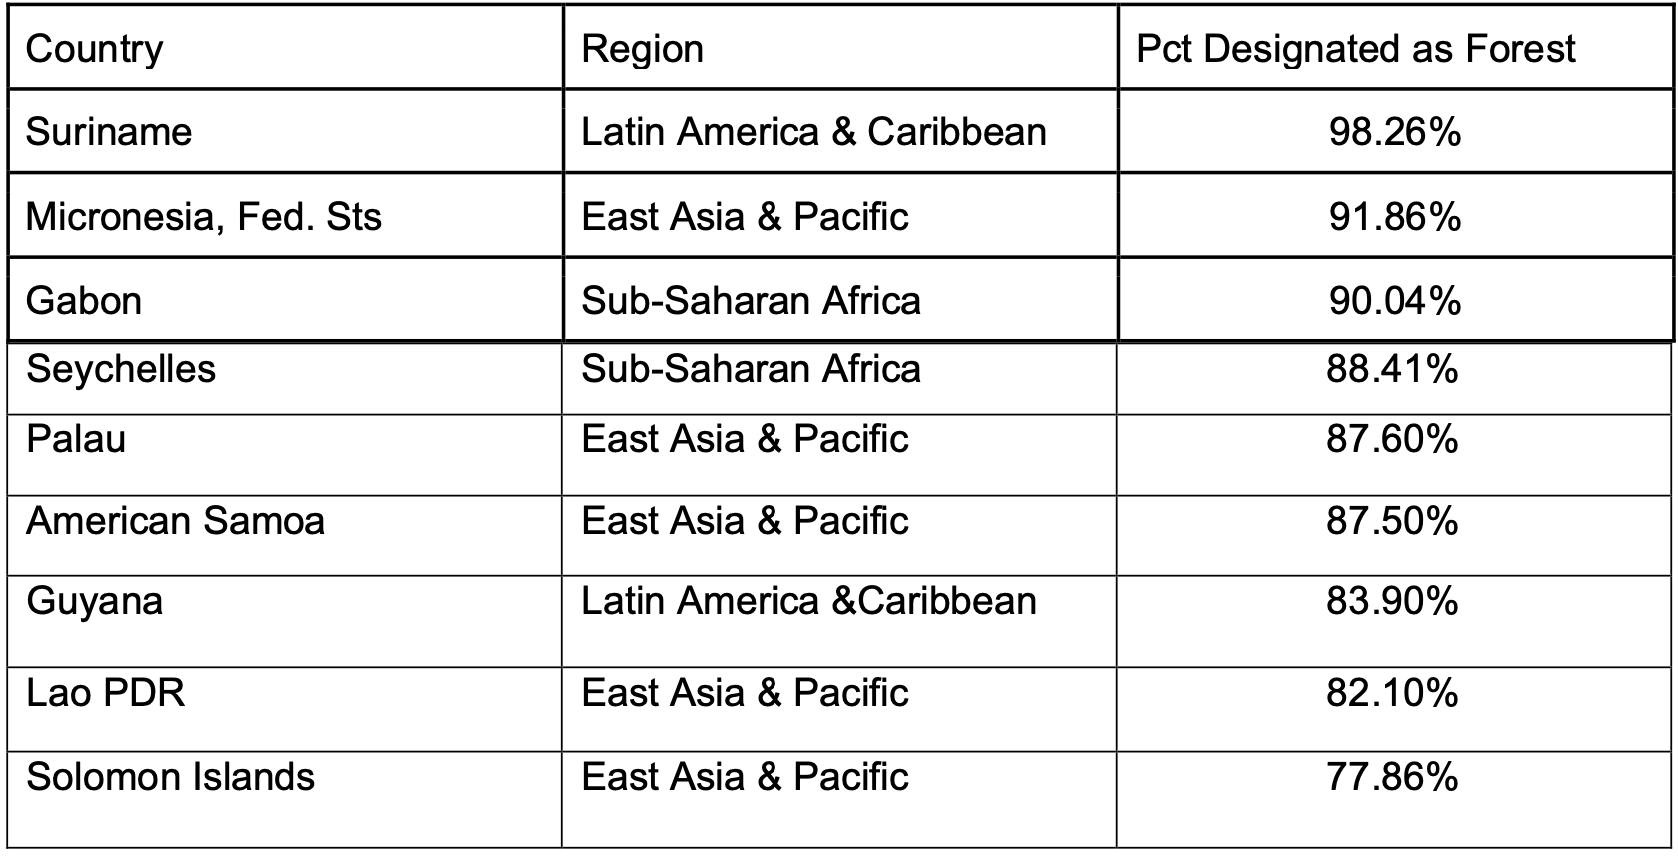 Country Region Pct Designated as Forest
Suriname Latin America & Caribbean 98.26%
Micronesia, Fed. Sts East Asia & Pacific 91.86%
Gabon Sub-Saharan Africa 90.04%
Seychelles Sub-Saharan Africa 88.41%
Palau East Asia & Pacific 87.60%
American Samoa East Asia & Pacific 87.50%
Guyana Latin America &Caribbean 83.90%
Lao PDR East Asia & Pacific 82.10%
Solomon Islands East Asia & Pacific 77.86%